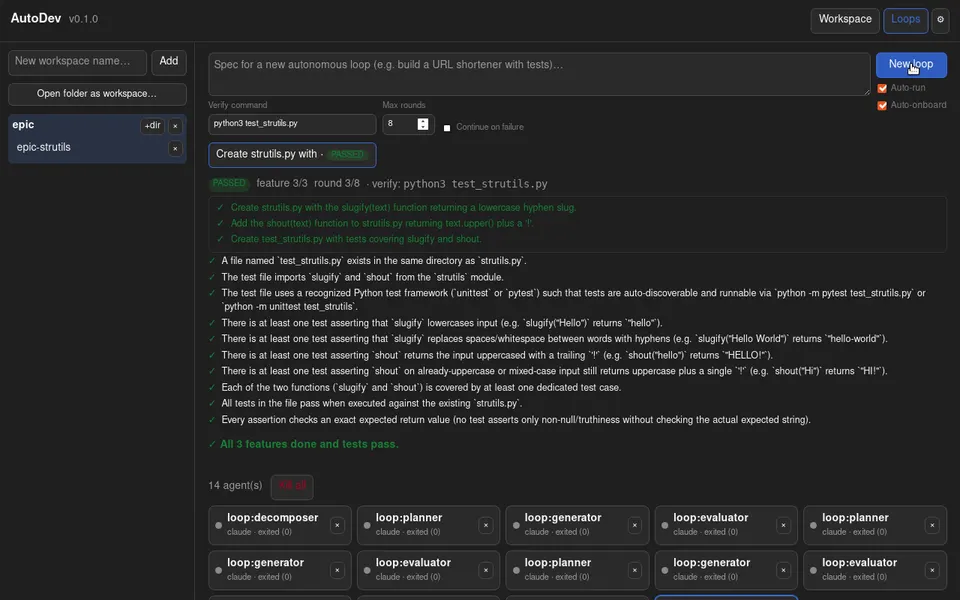 AutoDev v0.1.0
Workspace
Loops
New workspace name…
Add
Open folder as workspace…
epic
+dir
×
epic-strutils
×
Spec for a new autonomous loop (e.g. build a URL shortener with tests)…
New loop
Auto-run
Auto-onboard
Verify command
Max rounds
python3 test_strutils.py
8
Continue on failure
Create strutils.py with · PASSED
PASSED feature 3/3 round 3/8 · verify: python3 test_strutils.py
✓ Create strutils.py with the slugify(text) function returning a lowercase hyphen slug.
✓ Add the shout(text) function to strutils.py returning text.upper() plus a '!'.
✓ Create test_strutils.py with tests covering slugify and shout.
✓ A file named `test_strutils.py` exists in the same directory as `strutils.py`.
✓ The test file imports `slugify` and `shout` from the `strutils` module.
✓ The test file uses a recognized Python test framework (`unittest` or `pytest`) such that tests are auto-discoverable and runnable via `python -m pytest test_strutils.py` or
`python -m unittest test_strutils`.
✓ There is at least one test asserting that `slugify` lowercases input (e.g. `slugify("Hello")` returns `"hello"`).
✓ There is at least one test asserting that `slugify` replaces spaces/whitespace between words with hyphens (e.g. `slugify("Hello World")` returns `"hello-world"`).
✓ There is at least one test asserting `shout` returns the input uppercased with a trailing `'!'` (e.g. `shout("hello")` returns `"HELLO!"`).
✓ There is at least one test asserting `shout` on already-uppercase or mixed-case input still returns uppercase plus a single `'!'` (e.g. `shout("Hi")` returns `"HI!"`).
✓ Each of the two functions (`slugify` and `shout`) is covered by at least one dedicated test case.
✓ All tests in the file pass when executed against the existing `strutils.py`.
✓ Every assertion checks an exact expected return value (no test asserts only non-null/truthiness without checking the actual expected string).
✓ All 3 features done and tests pass.
14 agent(s)
Kill all
loop:decomposer
claude · exited (0)
×
loop:planner
claude · exited (0)
×
loop:generator
claude · exited (0)
×
loop:evaluator
claude · exited (0)
×
loop:planner
claude · exited (0)
×
loop:generator
claude · exited (0)
×
loop:evaluator
claude · exited (0)
×
loop:planner
claude · exited (0)
×
loop:generator
claude · exited (0)
×
loop:evaluator
claude · exited (0)
×